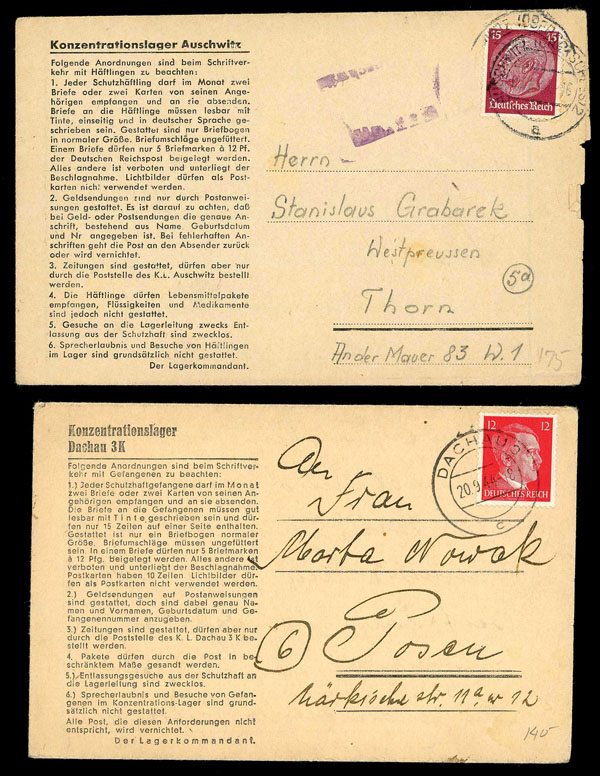 Konzentrationslager Auschwitz
Folgende Anordnungen sind beim Schriftver-
kehr mit Häftlingen zu beachten:
1. Jeder Schutzhäftling darf im Monat zwei
Briefe oder zwei Karten von seinen Ange-
hörigen empfangen und an sie absenden.
Die Briefe an die Häftlinge müssen lesbar mit
Tinte, einseitig und in deutscher Sprache ge-
schrieben sein. Gestattet sind nur Briefbogen
in normaler Größe. Briefumschläge ungefüttert.
Einem Briefe dürfen nur 5 Briefmarken à 12 Pf.
der Deutschen Reichspost beigelegt werden.
Alles andere ist verboten und unterliegt der
Beschlagnahme. Lichtbilder dürfen als Post-
karten nicht verwendet werden.
2. Geldsendungen sind nur durch Postanwei-
sungen gestattet. Es ist darauf zu achten, daß
bei Geld- oder Postsendungen die genaue An-
schrift, bestehend aus Name, Geburtsdatum
und Nr angegeben ist. Bei fehlerhaften An-
schriften geht die Post an den Absender zurück
oder wird vernichtet.
3. Zeitungen sind gestattet, dürfen aber nur
durch die Poststelle des K.L. Auschwitz bestellt
werden.
4. Die Häftlinge dürfen Lebensmittelpakete
empfangen, Flüssigkeiten und Medikamente
sind jedoch nicht gestattet.
5. Gesuche an die Lagerleitung zwecks Ent-
lassung aus der Schutzhaft sind zwecklos.
6. Sprecherlaubnis und Besuche von Häftlingen
im Lager sind grundsätzlich nicht gestattet.
Der Lagerkommandant.
15 15
Deutsches Reich
a
Herrn
Stanislaus Grabarek
Westpreussen
5a
Thorn
An der Mauer 83 W. 1
175
Konzentrationslager
Dachau 3K
Folgende Anordnungen sind beim Schriftver-
kehr mit Gefangenen zu beachten:
1.) Jeder Schutzhaftgefangene darf im Monat
zwei Briefe oder zwei Karten von seinen An-
gehörigen empfangen und an sie absenden.
Die Briefe an die Gefangenen müssen gut
lesbar mit Tinte geschrieben sein und dür-
fen nur 15 Zeilen auf einer Seite enthalten.
Gestattet ist nur ein Briefbogen normaler
Größe. Briefumschläge müssen ungefüttert
sein. In einem Briefe dürfen nur 5 Briefmarken
à 12 Pfg. beigelegt werden. Alles andere ist
verboten und unterliegt der Beschlagnahme.
Postkarten haben 10 Zeilen. Lichtbilder dür-
fen als Postkarten nicht verwendet werden.
2.) Geldsendungen auf Postanweisungen
sind gestattet, doch sind dabei genau Na-
men und Vornamen, Geburtsdatum und Ge-
fangenennummer anzugeben.
3.) Zeitungen sind gestattet, dürfen aber nur
durch die Poststelle des K. L. Dachau 3 K be-
stellt werden.
4. Pakete dürfen durch die Post in be-
schränktem Maße gesandt werden.
5.) Entlassungsgesuche aus der Schutzhaft an
die Lagerleitung sind zwecklos.
6.) Sprecherlaubnis und Besuche von Gefan-
genen im Konzentrations-Lager sind grund-
sätzlich nicht gestattet.
Alle Post, die diesen Anforderungen nicht
entspricht, wird vernichtet.
Der Lagerkommandant.
12 12
DEUTSCHES REICH
DACHAU
20.9.44
c
An
Frau
Marta Nowak
6 Posen
Märkische str. 11a w 12
140